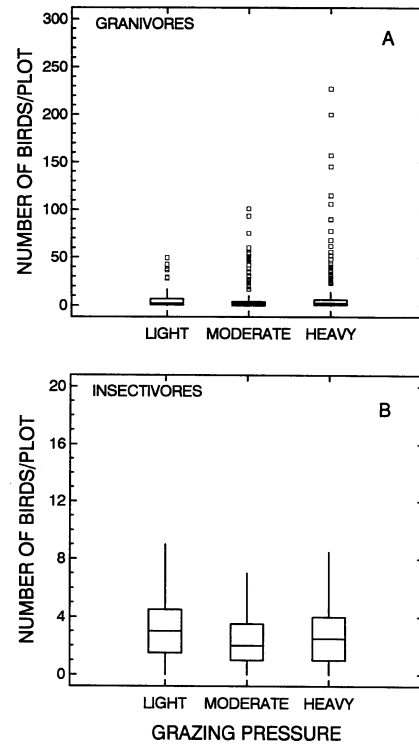 GRANIVORES
A
NUMBER OF BIRDS/PLOT
300
250
200
150
100
50
0
LIGHT MODERATE HEAVY
INSECTIVORES
B
NUMBER OF BIRDS/PLOT
20
16
12
8
4
0
LIGHT MODERATE HEAVY
GRAZING PRESSURE